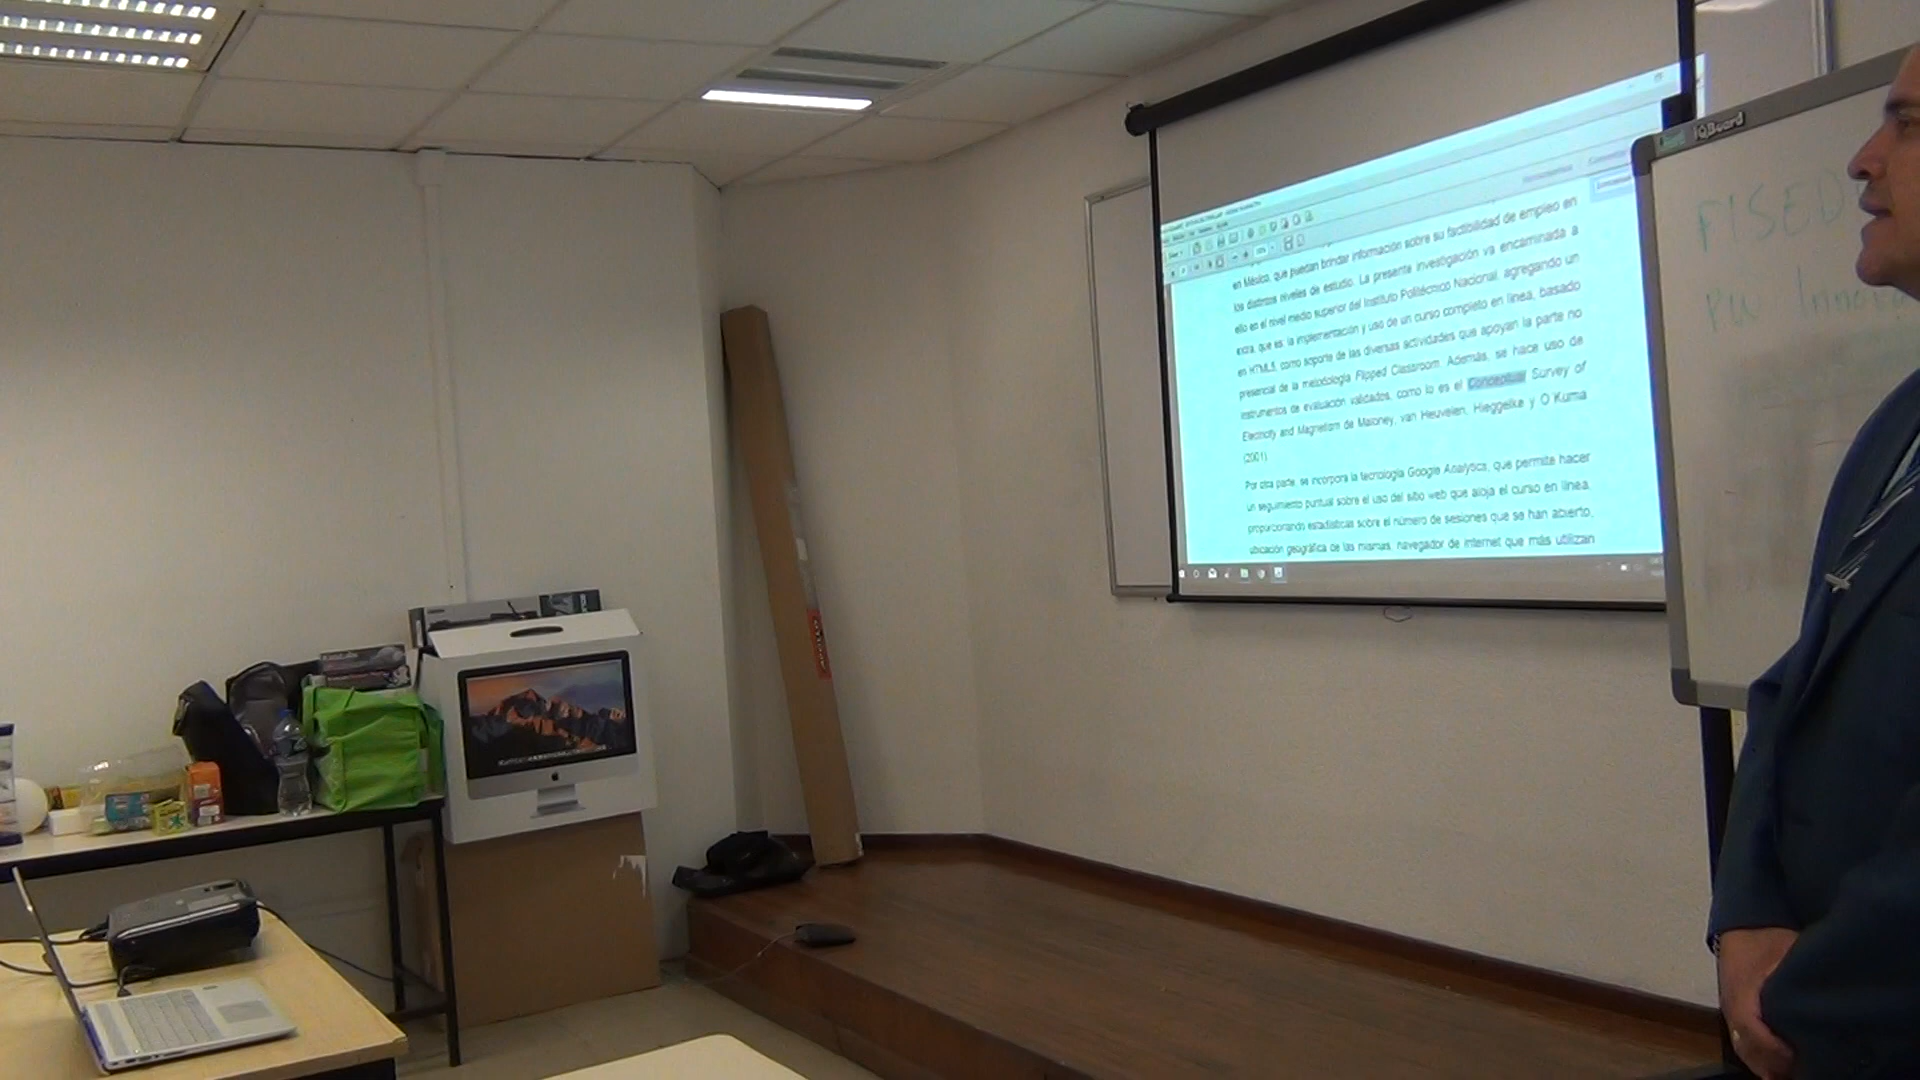 iQBoard
FISED
PW Innova
en México, que puedan brindar información sobre su factibilidad de empleo en
los distintos niveles de estudio. La presente investigación va encaminada a
ello en el nivel medio superior del Instituto Politécnico Nacional, agregando un
extra, que es: la implementación y uso de un curso completo en línea, basado
en HTML5, como soporte de las diversas actividades que apoyan la parte no
presencial de la metodología Flipped Classroom. Además, se hace uso de
instrumentos de evaluación validados, como lo es el Conceptual Survey of
Electricity and Magnetism de Maloney, van Heuvelen, Hieggelke y O Kuma
(2001).
Por otra parte, se incorpora la tecnología Google Analytics, que permite hacer
un seguimiento puntual sobre el uso del sitio web que aloja el curso en línea,
proporcionando estadísticas sobre el número de sesiones que se han abierto,
ubicación geográfica de las mismas, navegador de internet que más utilizan